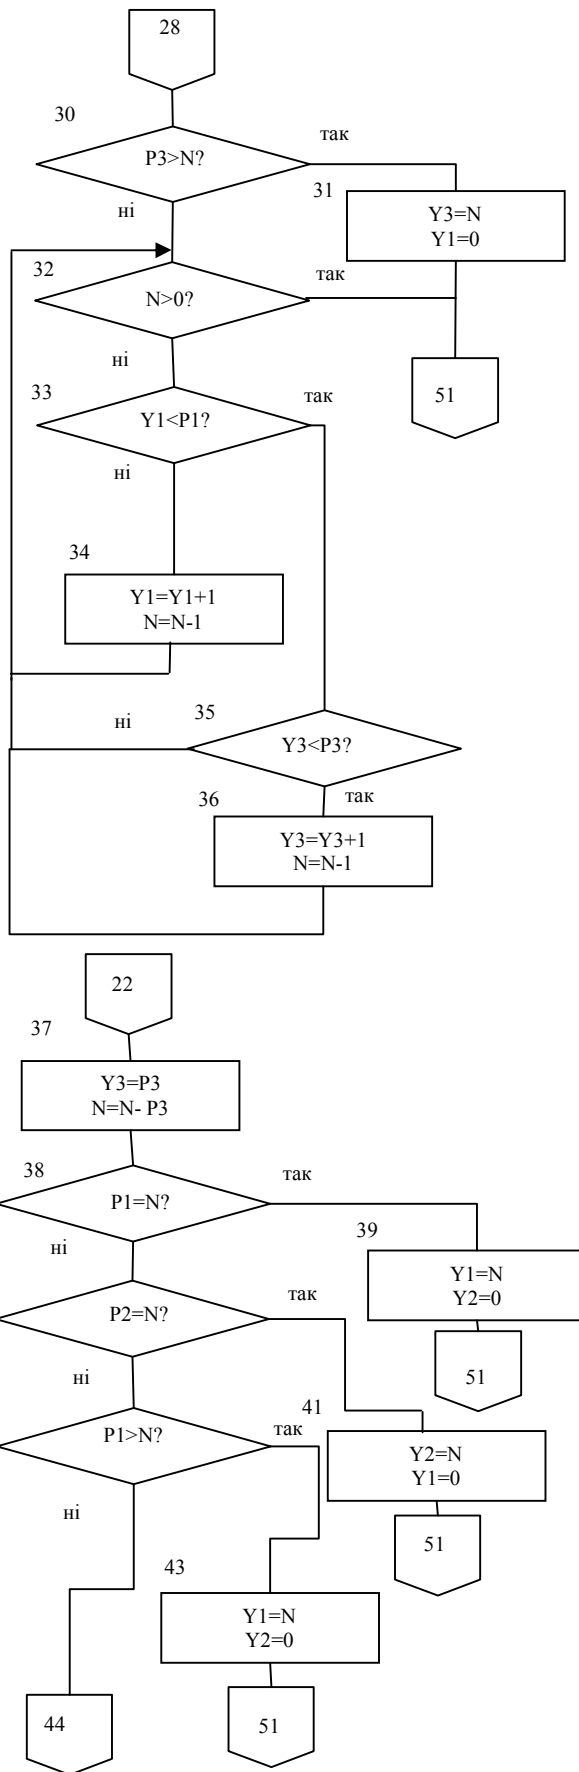 28
30
так
P3>N?
31
ні
Y3=N
Y1=0
32
так
N>0?
ні
51
33
так
Y1<P1?
ні
34
Y1=Y1+1
N=N-1
ні
35
Y3<P3?
36
так
Y3=Y3+1
N=N-1
22
37
Y3=P3
N=N- P3
38
так
P1=N?
39
ні
Y1=N
Y2=0
так
P2=N?
51
ні
41
так
P1>N?
Y2=N
Y1=0
ні
51
43
Y1=N
Y2=0
44
51